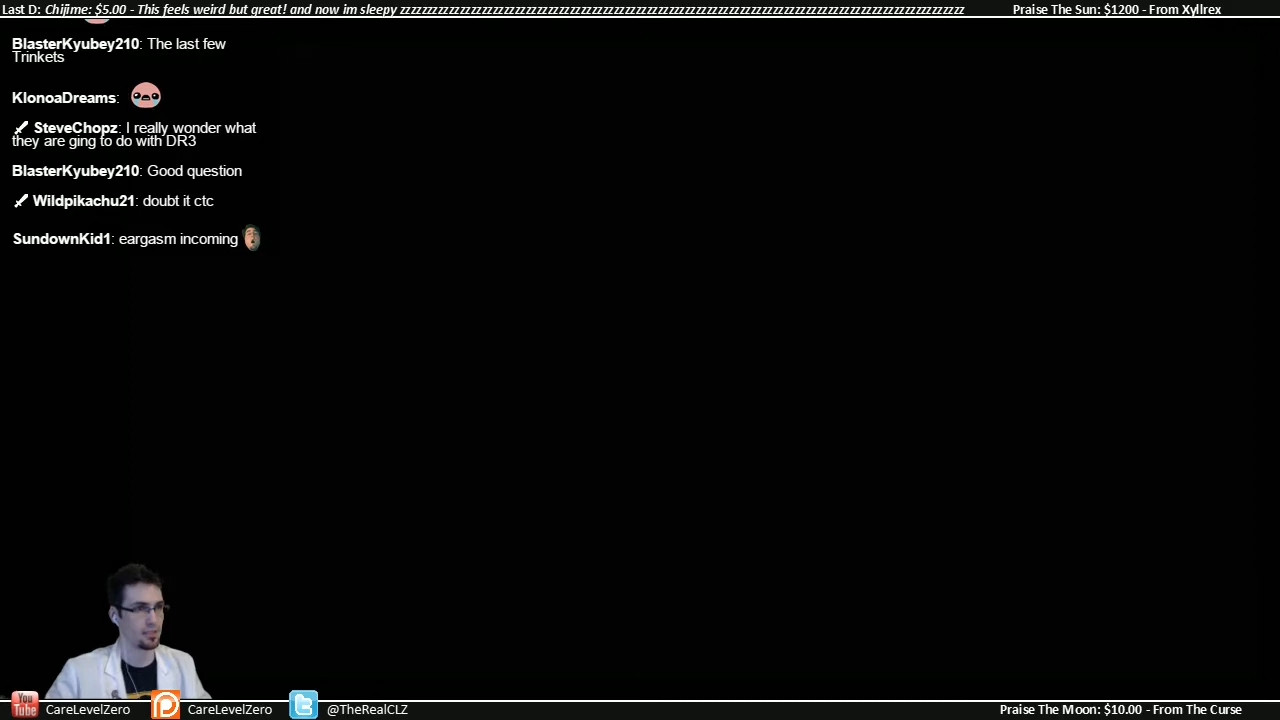 Last D: Chijime: $5.00 - This feels weird but great! and now im sleepy zzzzzzzzzzzzzzzzzzzzzzzzzzzzzzzzzzzzzzzzzzzzzzzzzzzzzzzzzzzzzzzzzzzzzzzzzzzzzzzzzzzzzzzzzzzzzzzzzzzzzzz
Praise The Sun: $1200 - From Xyllrex
BlasterKyubey210: The last few
Trinkets
KlonoaDreams:
SteveChopz: I really wonder what
they are ging to do with DR3
BlasterKyubey210: Good question
Wildpikachu21: doubt it ctc
SundownKid1: eargasm incoming
You
Tube
CareLevelZero
CareLevelZero
@TheRealCLZ
Praise The Moon: $10.00 - From The Curse